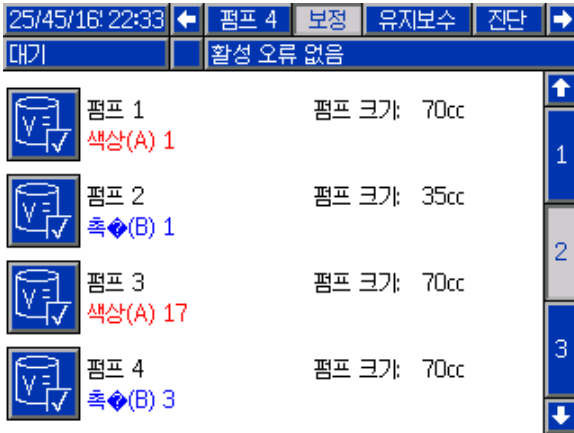 25/45/16 22:33 펌프 4 보정 유지보수 진단
대기 활성 오류 없음
펌프 1 펌프 크기: 70cc
색상(A) 1
1
펌프 2 펌프 크기: 35cc
촉�(B) 1
2
펌프 3 펌프 크기: 70cc
색상(A) 17
3
펌프 4 펌프 크기: 70cc
촉�(B) 3